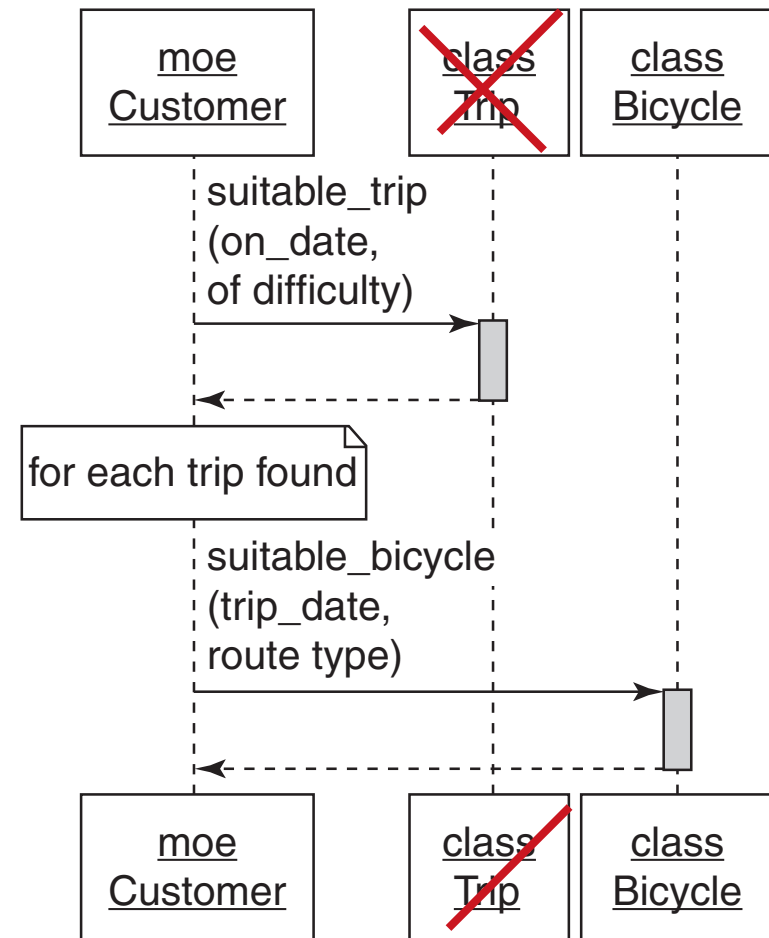 moe
Customer
class
Trip
class
Bicycle
suitable_trip
(on_date,
of difficulty)
for each trip found
suitable_bicycle
(trip_date,
route type)
moe
Customer
class
Trip
class
Bicycle